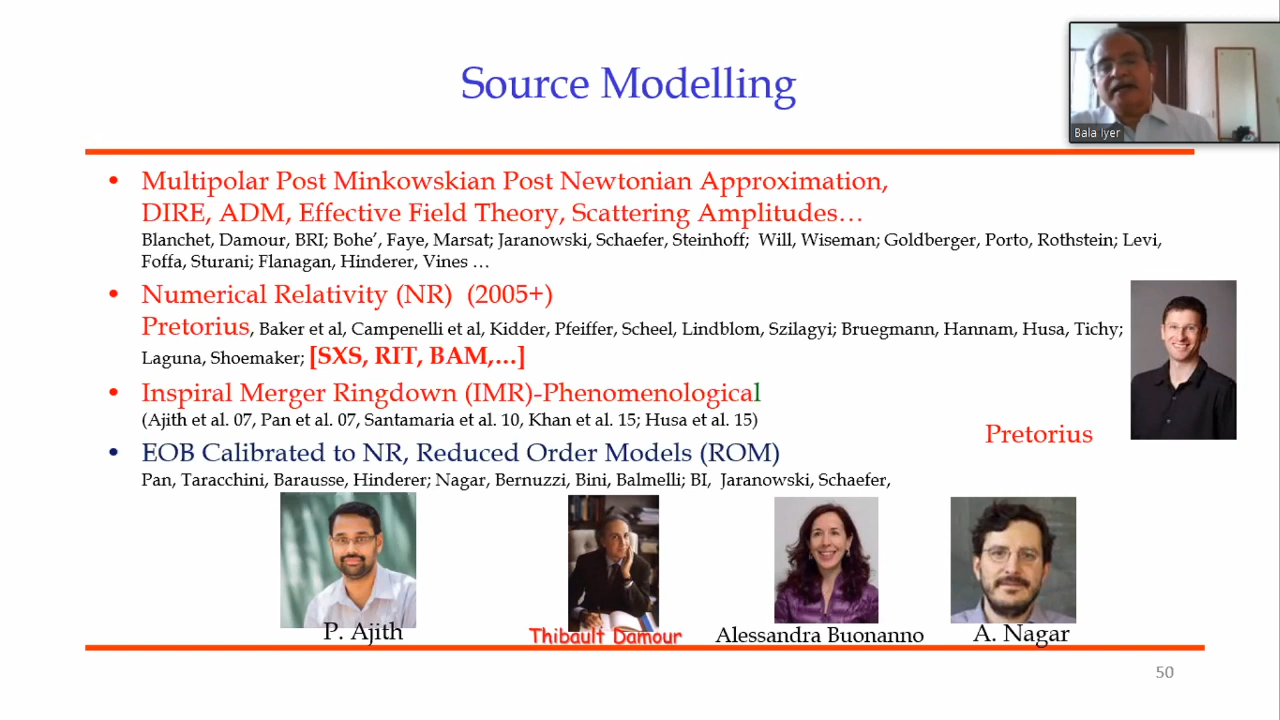 Source Modelling
Bala Iyer
• Multipolar Post Minkowskian Post Newtonian Approximation,
DIRE, ADM, Effective Field Theory, Scattering Amplitudes…
Blanchet, Damour, BRI; Bohe’, Faye, Marsat; Jaranowski, Schaefer, Steinhoff; Will, Wiseman; Goldberger, Porto, Rothstein; Levi,
Foffa, Sturani; Flanagan, Hinderer, Vines …
• Numerical Relativity (NR) (2005+)
Pretorius, Baker et al, Campenelli et al, Kidder, Pfeiffer, Scheel, Lindblom, Szilagyi; Bruegmann, Hannam, Husa, Tichy;
Laguna, Shoemaker; [SXS, RIT, BAM,…]
• Inspiral Merger Ringdown (IMR)-Phenomenological
(Ajith et al. 07, Pan et al. 07, Santamaria et al. 10, Khan et al. 15; Husa et al. 15)
Pretorius
• EOB Calibrated to NR, Reduced Order Models (ROM)
Pan, Taracchini, Barausse, Hinderer; Nagar, Bernuzzi, Bini, Balmelli; BI, Jaranowski, Schaefer,
P. Ajith
Thibault Damour
Alessandra Buonanno
A. Nagar
50